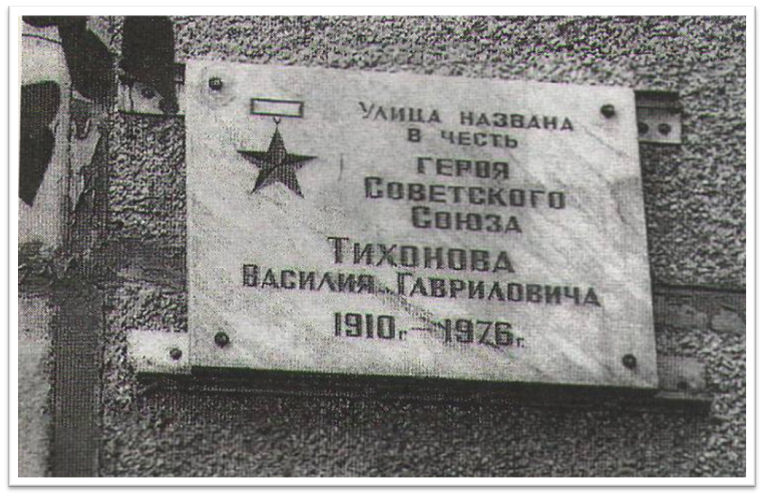 УЛИЦА НАЗВАНА
В ЧЕСТЬ
ГЕРОЯ
СОВЕТСКОГО
СОЮЗА
ТИХОНОВА
ВАСИЛИЯ ГАВРИЛОВИЧА
1910г.—1976г.